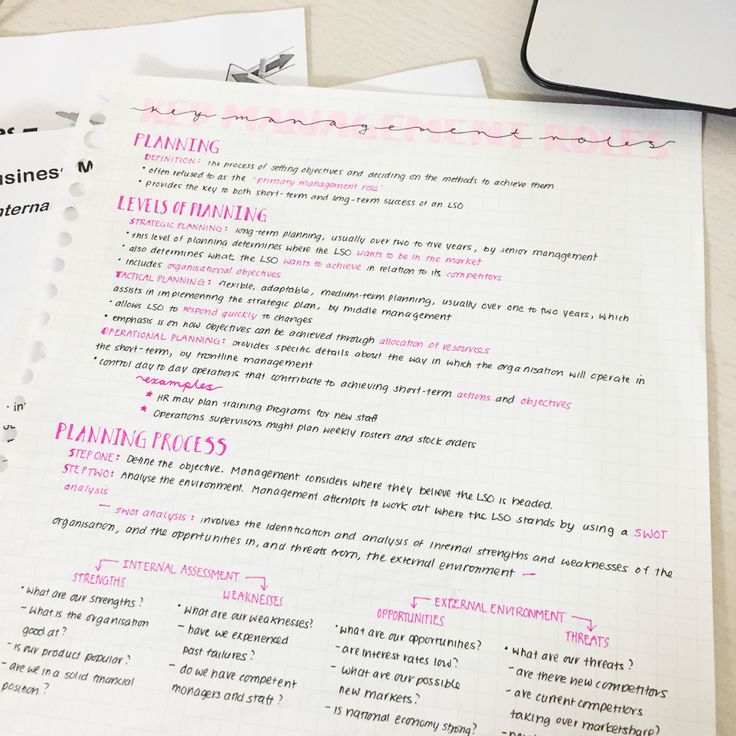 KEY MANAGEMENT ROLES
key management roles
PLANNING
DEFINITION: the process of setting objectives and deciding on the methods to achieve them
• often refused to as the 'primary management role'
• provides the key to both short-term and long-term success of an LSO
LEVELS OF PLANNING
STRATEGIC PLANNING: long-term planning, usually over two to five years, by senior management
• this level of planning determines where the LSO wants to be in the market
• also determines what the LSO wants to achieve in relation to its competitors
• includes organisational objectives
TACTICAL PLANNING: flexible, adaptable, medium-term planning, usually over one to two years, which
assists in implementing the strategic plan, by middle management
• allows LSO to respond quickly to changes
• emphasis is on how objectives can be achieved through allocation of resources
OPERATIONAL PLANNING: provides specific details about the way in which the organisation will operate in
the short-term, by frontline management
• control day to day operations that contribute to achieving short-term actions and objectives
examples
★ HR may plan training programs for new staff
★ Operations supervisors might plan weekly rosters and stock orders
PLANNING PROCESS
STEP ONE: Define the objective. Management considers where they believe the LSO is headed.
STEP TWO: Analyse the environment. Management attempts to work out where the LSO stands by using a SWOT
analysis
— SWOT analysis: involves the identification and analysis of internal strengths and weaknesses of the
organisation, and the opportunities in, and threats from, the external environment —
INTERNAL ASSESSMENT
STRENGTHS
• what are our strengths?
- what is the organisation
good at?
- is our product popular?
- are we in a solid financial
position?
WEAKNESSES
• what are our weaknesses?
- have we experienced
past failures?
- do we have competent
managers and staff?
EXTERNAL ENVIRONMENT
OPPORTUNITIES
• what are our opportunities?
- are interest rates low?
- what are our possible
new markets?
- is national economy strong?
THREATS
• what are our threats?
- are there new competitors
- are current competitors
taking over marketshare?
usiness M
nterna